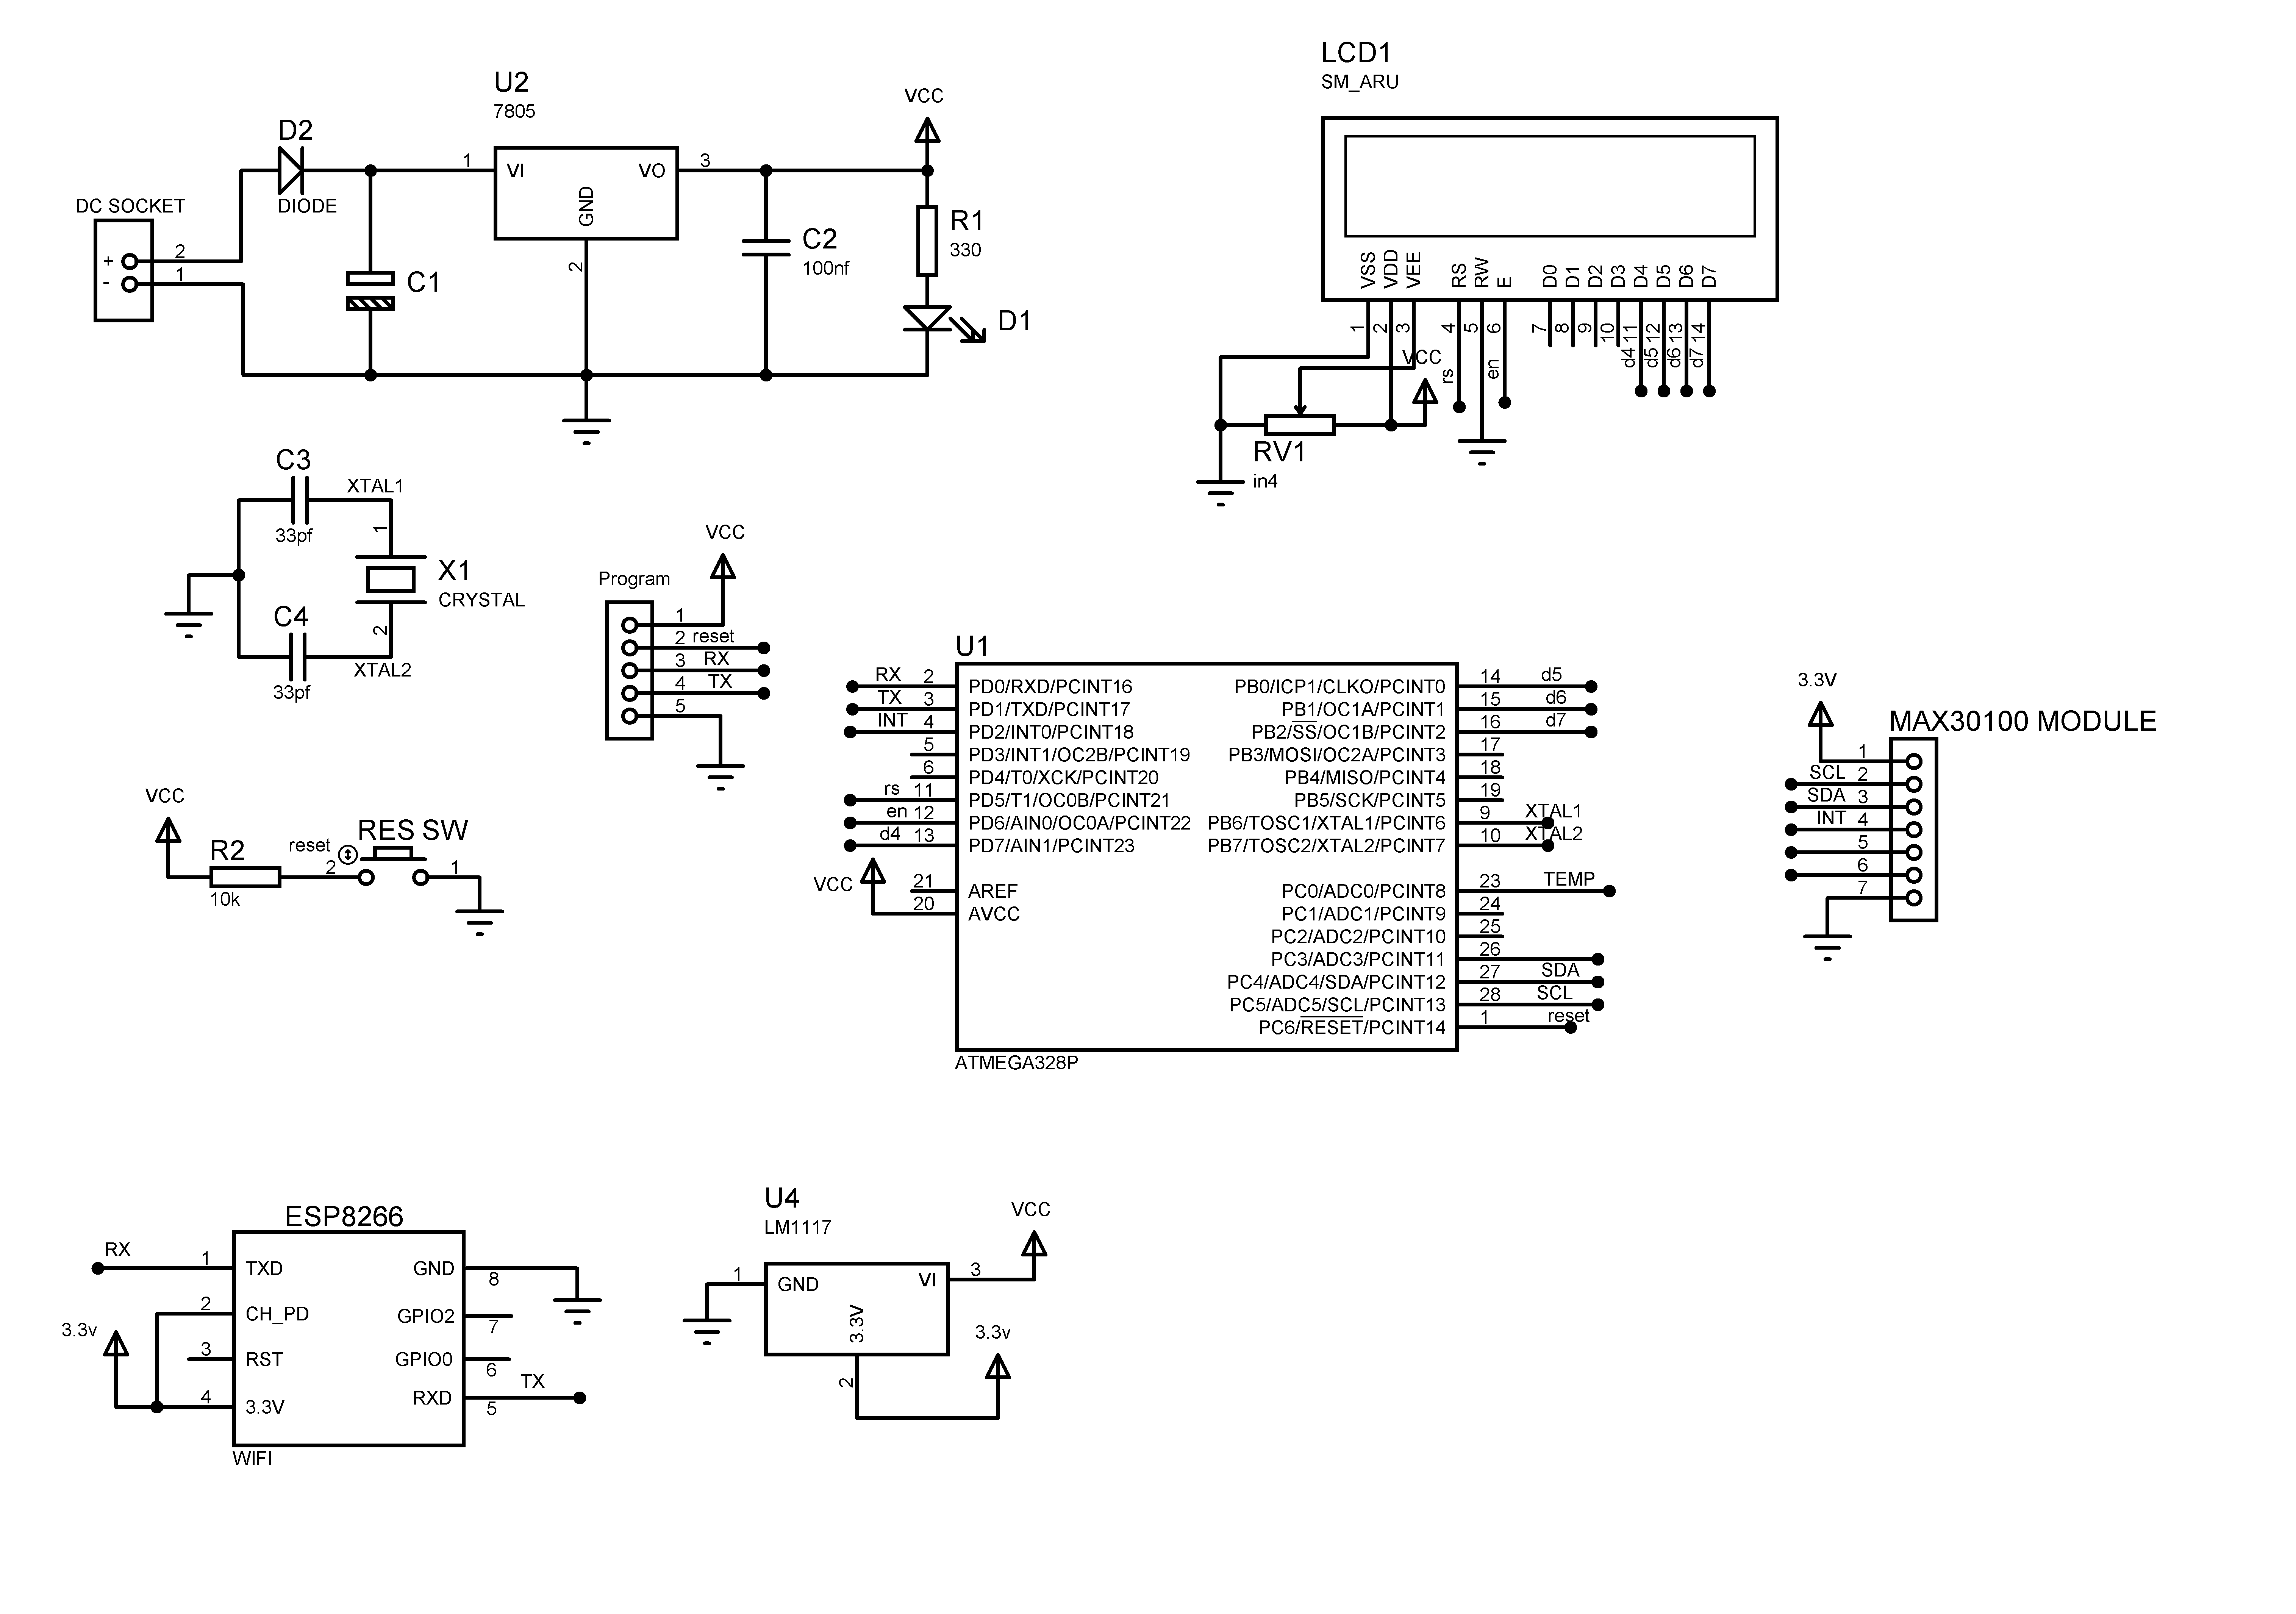 U2
7805
VCC
D2
DIODE
DC SOCKET
+
-
2
1
1
VI
VO
3
GND
2
C1
C2
100nf
R1
330
D1
LCD1
SM_ARU
VSS
VDD
VEE
RS
RW
E
D0
D1
D2
D3
D4
D5
D6
D7
1
2
3
4
5
6
7
8
9
10
11
12
13
14
VCC
rs
en
d4
d5
d6
d7
RV1
in4
C3
33pf
XTAL1
1
X1
CRYSTAL
C4
33pf
2
XTAL2
VCC
Program
1
2 reset
3 RX
4 TX
5
VCC
R2
10k
reset
RES SW
2
1
U1
RX 2 PD0/RXD/PCINT16
TX 3 PD1/TXD/PCINT17
INT 4 PD2/INT0/PCINT18
5 PD3/INT1/OC2B/PCINT19
6 PD4/T0/XCK/PCINT20
rs 11 PD5/T1/OC0B/PCINT21
en 12 PD6/AIN0/OC0A/PCINT22
d4 13 PD7/AIN1/PCINT23
VCC
21 AREF
20 AVCC
PB0/ICP1/CLKO/PCINT0 14 d5
PB1/OC1A/PCINT1 15 d6
PB2/SS/OC1B/PCINT2 16 d7
PB3/MOSI/OC2A/PCINT3 17
PB4/MISO/PCINT4 18
PB5/SCK/PCINT5 19
PB6/TOSC1/XTAL1/PCINT6 9 XTAL1
PB7/TOSC2/XTAL2/PCINT7 10 XTAL2
PC0/ADC0/PCINT8 23 TEMP
PC1/ADC1/PCINT9 24
PC2/ADC2/PCINT10 25
PC3/ADC3/PCINT11 26
PC4/ADC4/SDA/PCINT12 27 SDA
PC5/ADC5/SCL/PCINT13 28 SCL
PC6/RESET/PCINT14 1 reset
ATMEGA328P
3.3V
MAX30100 MODULE
1
SCL 2
SDA 3
INT 4
5
6
7
ESP8266
RX 1 TXD
2 CH_PD
3.3v
3 RST
4 3.3V
GND 8
GPIO2 7
GPIO0 6
RXD 5 TX
WIFI
U4
LM1117
VCC
1 GND
VI 3
3.3V
2
3.3v